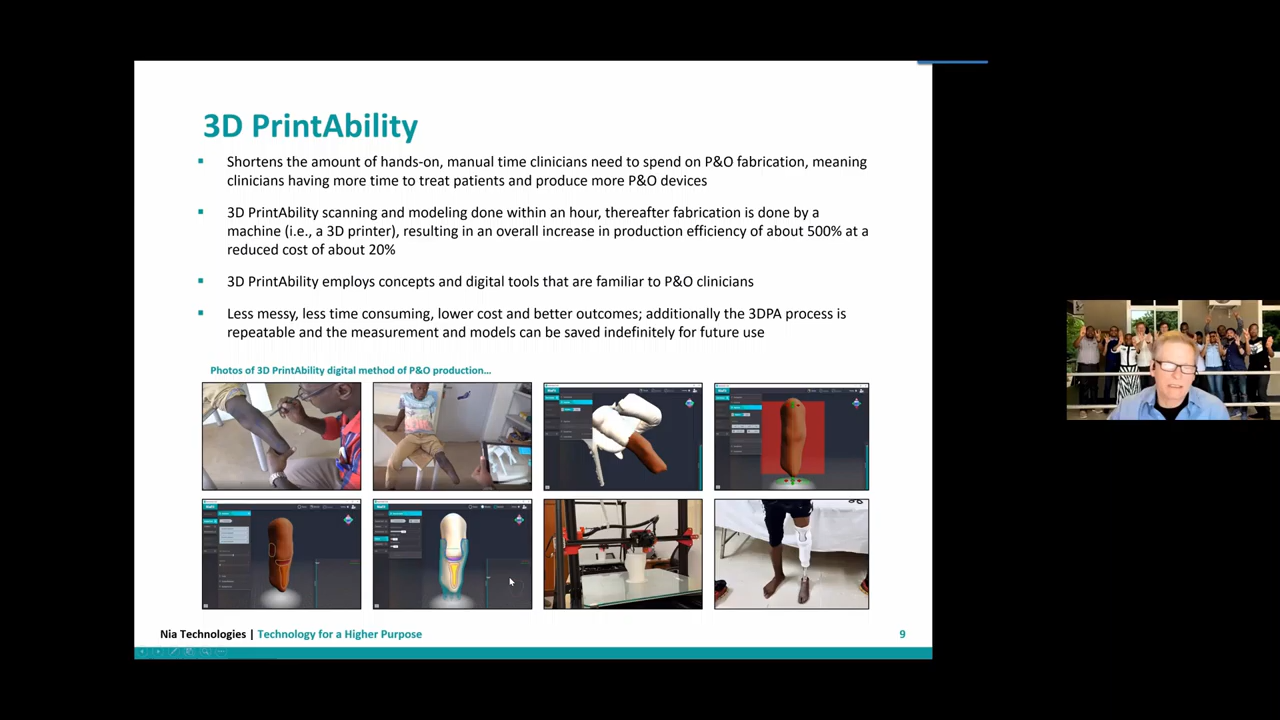 3D PrintAbility
▪ Shortens the amount of hands-on, manual time clinicians need to spend on P&O fabrication, meaning
clinicians having more time to treat patients and produce more P&O devices
▪ 3D PrintAbility scanning and modeling done within an hour, thereafter fabrication is done by a
machine (i.e., a 3D printer), resulting in an overall increase in production efficiency of about 500% at a
reduced cost of about 20%
▪ 3D PrintAbility employs concepts and digital tools that are familiar to P&O clinicians
▪ Less messy, less time consuming, lower cost and better outcomes; additionally the 3DPA process is
repeatable and the measurement and models can be saved indefinitely for future use
Photos of 3D PrintAbility digital method of P&O production...
Nia Technologies | Technology for a Higher Purpose
9